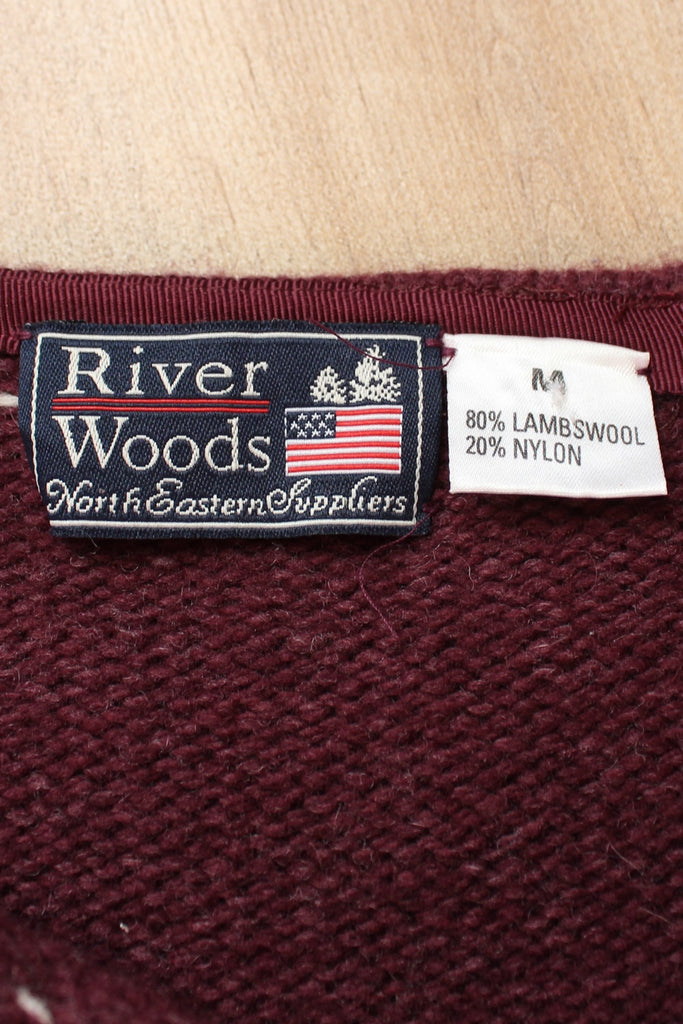 River
Woods
North Eastern Suppliers
M
80% LAMBSWOOL
20% NYLON